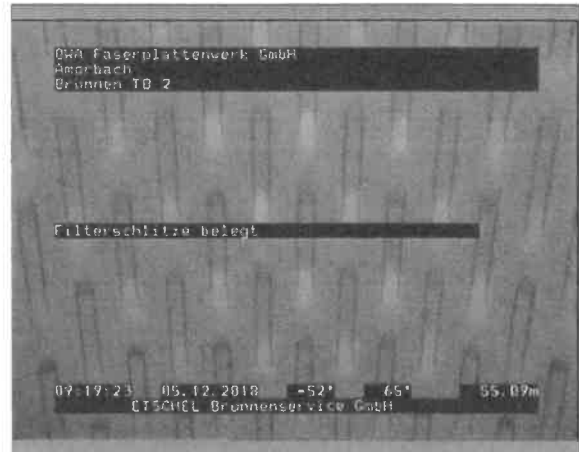 OWA Faserplattenwerk GmbH
Amorbach
Brunnen TB 2
Filterschlitze belegt
09:19:23 05.12.2018 -52° 65° 55.09m
ETSCHEL Brunnenservice GmbH